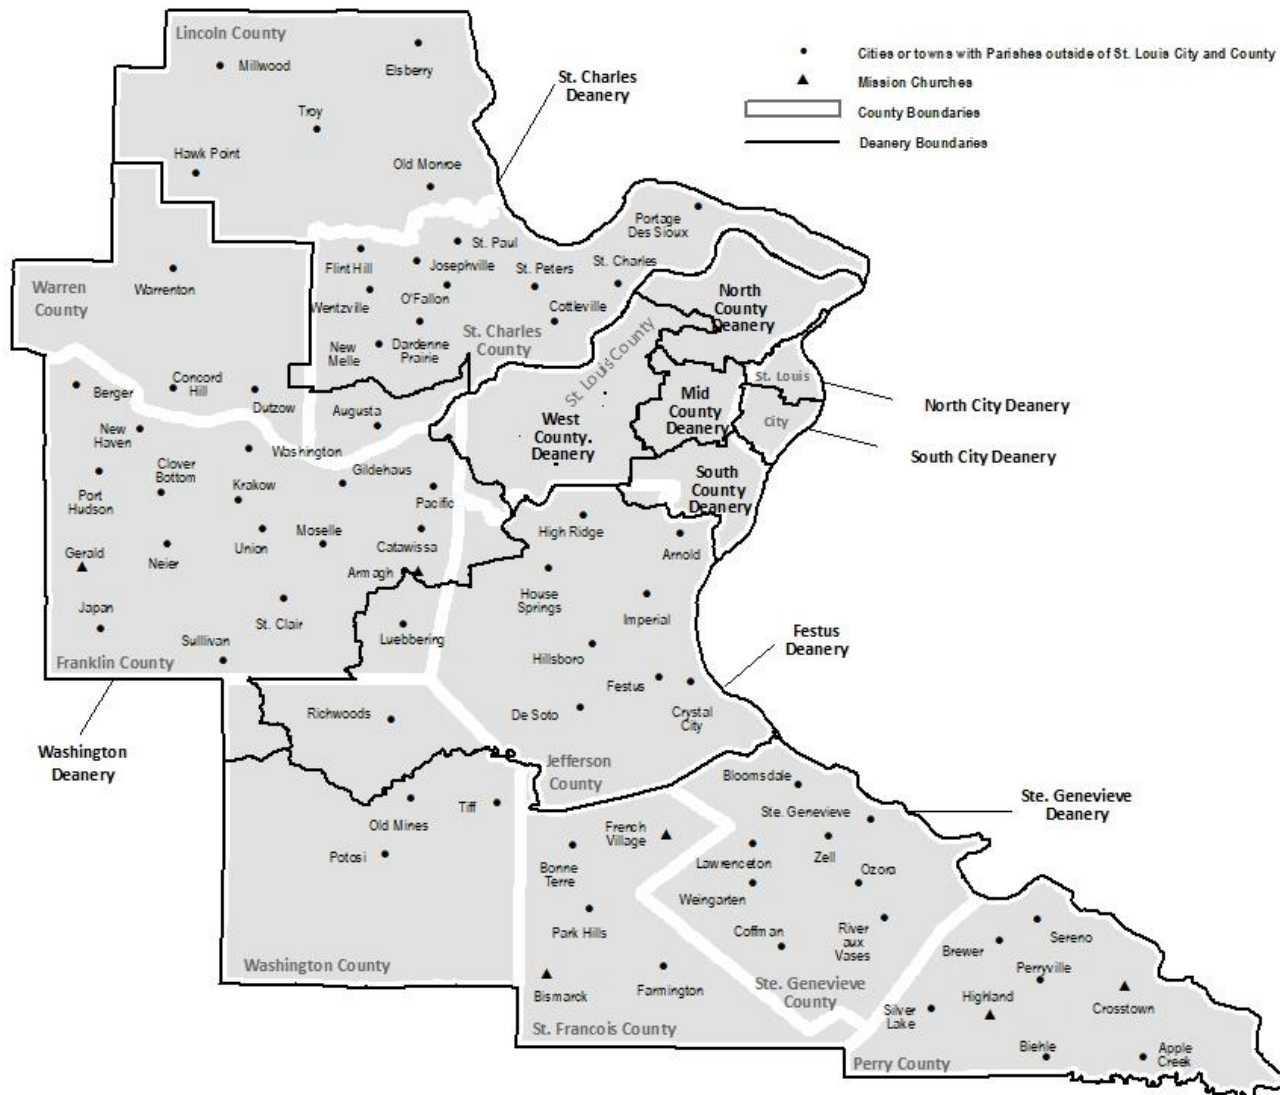 Lincoln County
Millwood
Elsberry
Troy
Hawk Point
Old Monroe
St. Charles
Deanery
Cities or towns with Parishes outside of St. Louis City and County
Mission Churches
County Boundaries
Deanery Boundaries
Portage
Des Sioux
St. Paul
Flint Hill
Josephville
St. Peters
St. Charles
Warrenton
Warren
County
Wentzville
O'Fallon
Cottleville
North
County
Deanery
New
Melle
Dardenne
Prairie
St. Charles
County
St. Louis County
St. Louis
City
Mid
County
Deanery
North City Deanery
South City Deanery
Berger
Concord
Hill
Dutzow
Augusta
West
County.
Deanery
New
Haven
Washington
Clover
Bottom
Krakow
Gildehaus
Pacific
South
County
Deanery
Port
Hudson
Moselle
High Ridge
Arnold
Gerald
Neier
Union
Catawissa
Armagh
House
Springs
Imperial
Japan
St. Clair
Sulllivan
Luebbering
Hillsboro
Festus
Deanery
Franklin County
Festus
Richwoods
De Soto
Crystal
City
Washington
Deanery
Jefferson
County
Bloomsdale
Ste. Genevieve
Ste. Genevieve
Deanery
Old Mines
Tiff
French
Village
Zell
Potosi
Bonne
Terre
Lawrenceton
Ozora
Weingarten
Park Hills
Coffman
River
aux
Vases
Brewer
Sereno
Washington County
Bismarck
Farmington
Ste. Genevieve
County
Perryville
Highland
Crosstown
Silver
Lake
St. Francois County
Biehle
Apple
Creek
Perry County